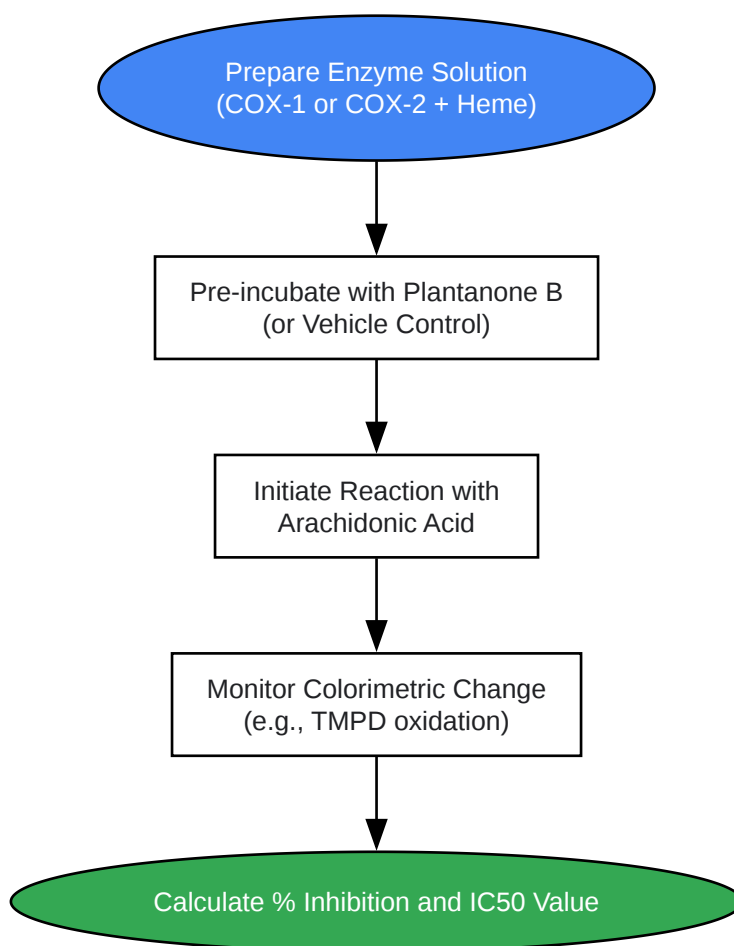 Prepare Enzyme Solution
(COX-1 or COX-2 + Heme)
Pre-incubate with Plantanone B
(or Vehicle Control)
Initiate Reaction with
Arachidonic Acid
Monitor Colorimetric Change
(e.g., TMPD oxidation)
Calculate % Inhibition and IC50 Value